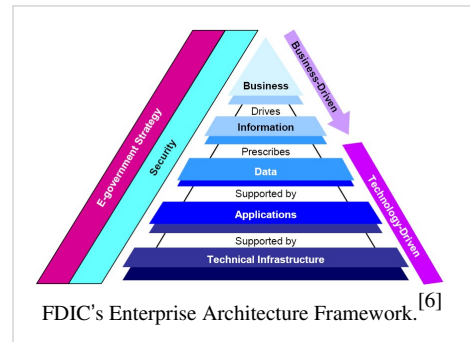 Business
Drives
Information
Prescribes
Data
Supported by
Applications
Supported by
Technical Infrastructure
E-government Strategy
Security
Business-Driven
Technology-Driven
FDIC's Enterprise Architecture Framework.[6]